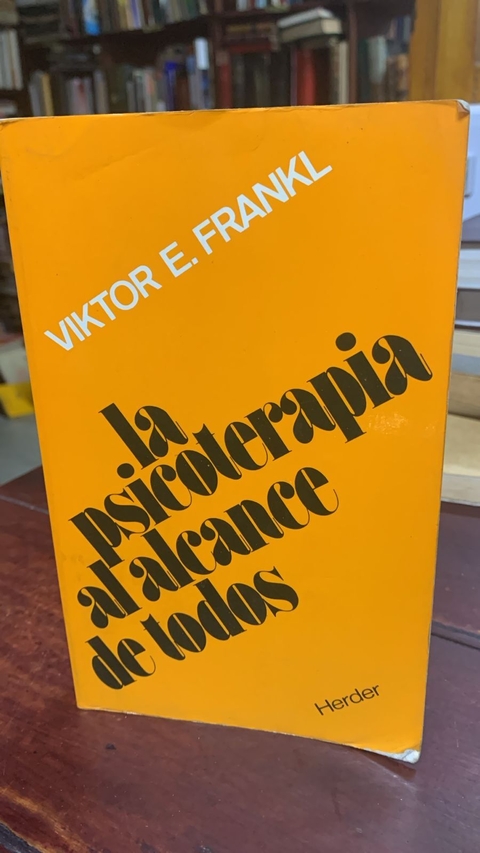 VIKTOR E. FRANKL
la
psicoterapia
al alcance
de todos
Herder